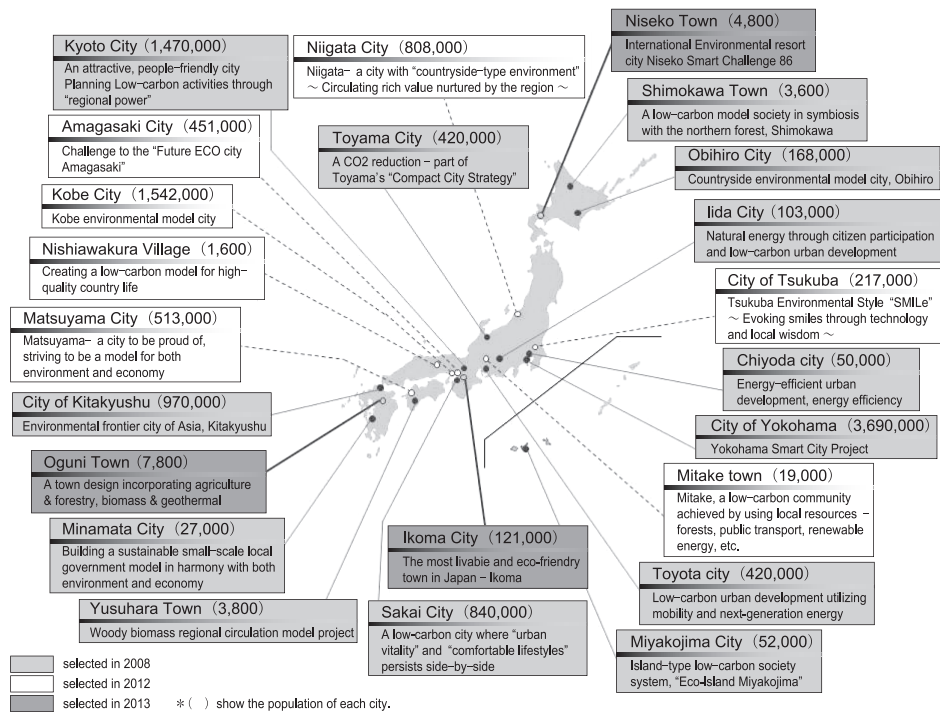 Kyoto City (1,470,000)
An attractive, people-friendly city
Planning Low-carbon activities through
"regional power"
Amagasaki City (451,000)
Challenge to the "Future ECO city
Amagasaki"
Kobe City (1,542,000)
Kobe environmental model city
Nishiawakura Village (1,600)
Creating a low-carbon model for high-
quality country life
Matsuyama City (513,000)
Matsuyama- a city to be proud of,
striving to be a model for both
environment and economy
City of Kitakyushu (970,000)
Environmental frontier city of Asia, Kitakyushu
Oguni Town (7,800)
A town design incorporating agriculture
& forestry, biomass & geothermal
Minamata City (27,000)
Building a sustainable small-scale local
government model in harmony with both
environment and economy
Yusuhara Town (3,800)
Woody biomass regional circulation model project
Niigata City (808,000)
Niigata- a city with "countryside-type environment"
~ Circulating rich value nurtured by the region ~
Toyama City (420,000)
A CO2 reduction - part of
Toyama's "Compact City Strategy"
Niseko Town (4,800)
International Environmental resort
city Niseko Smart Challenge 86
Shimokawa Town (3,600)
A low-carbon model society in symbiosis
with the northern forest, Shimokawa
Obihiro City (168,000)
Countryside environmental model city, Obihiro
Iida City (103,000)
Natural energy through citizen participation
and low-carbon urban development
City of Tsukuba (217,000)
Tsukuba Environmental Style "SMILe"
~ Evoking smiles through technology
and local wisdom ~
Chiyoda city (50,000)
Energy-efficient urban
development, energy efficiency
City of Yokohama (3,690,000)
Yokohama Smart City Project
Mitake town (19,000)
Mitake, a low-carbon community
achieved by using local resources -
forests, public transport, renewable
energy, etc.
Toyota city (420,000)
Low-carbon urban development utilizing
mobility and next-generation energy
Miyakojima City (52,000)
Island-type low-carbon society
system, "Eco-Island Miyakojima"
Ikoma City (121,000)
The most livable and eco-friendry
town in Japan - Ikoma
Sakai City (840,000)
A low-carbon city where "urban
vitality" and "comfortable lifestyles"
persists side-by-side
selected in 2008
selected in 2012
selected in 2013 *( ) show the population of each city.